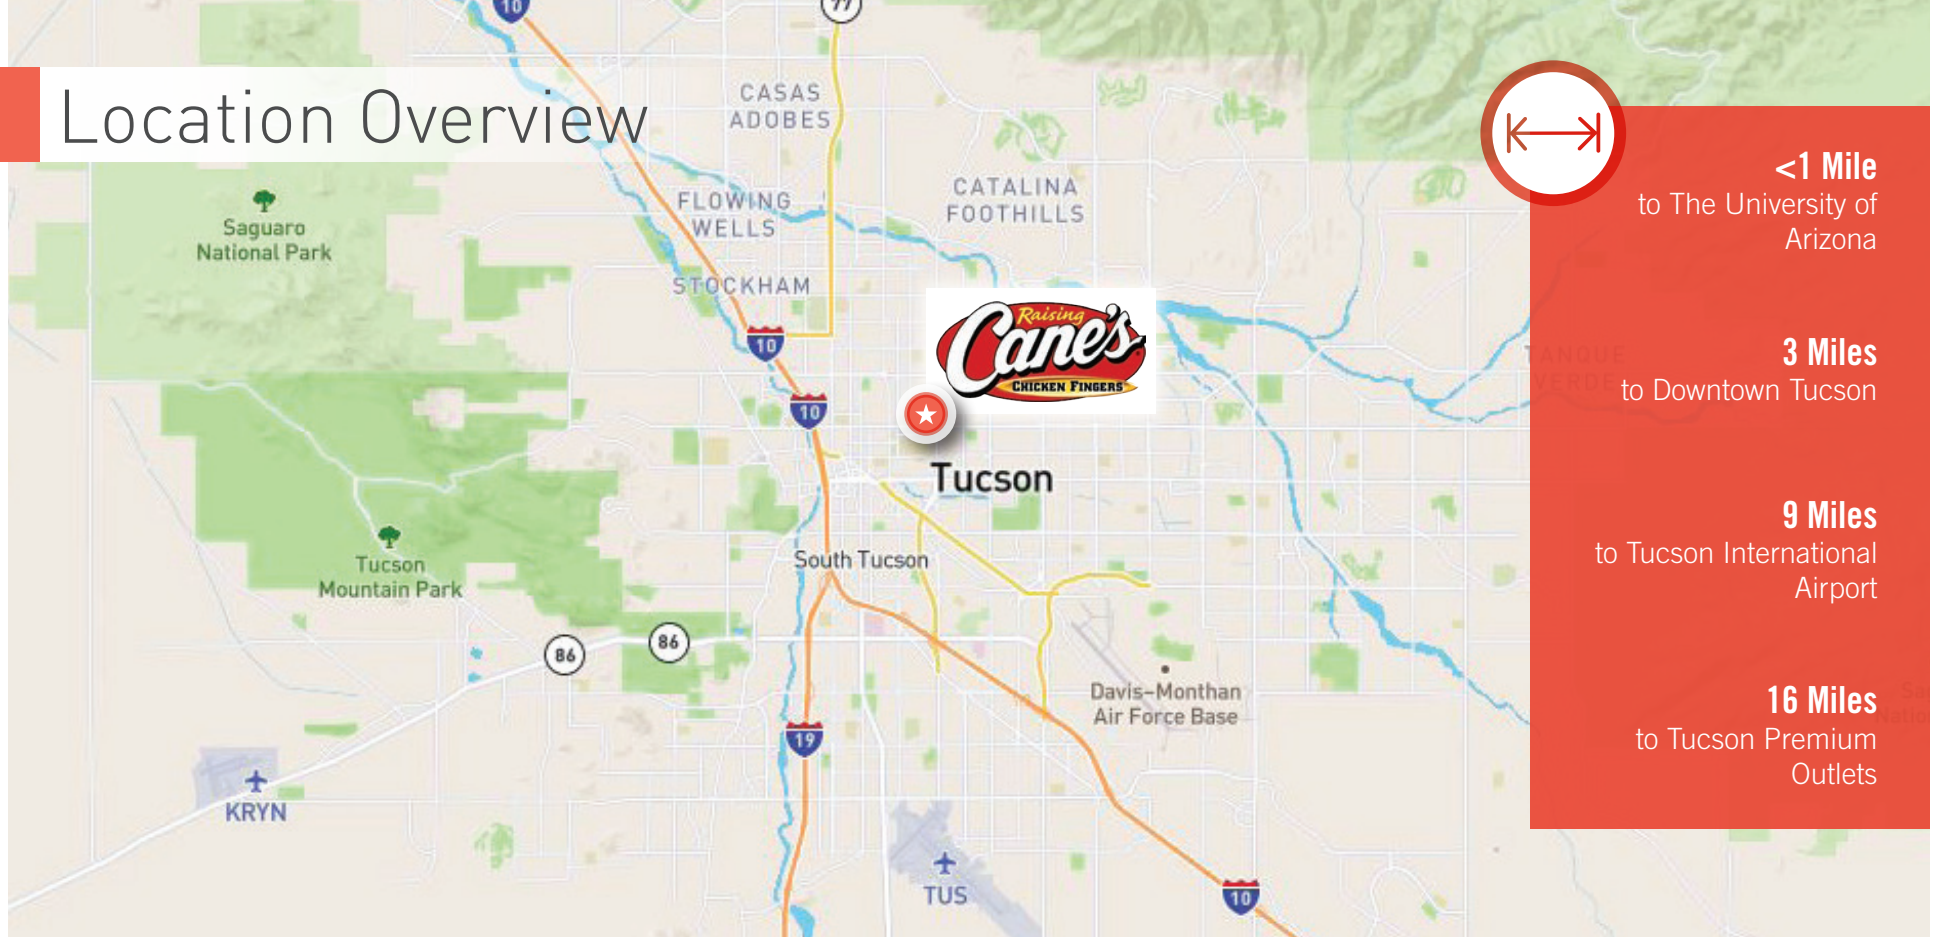 10
77
Location Overview
CASAS
ADOBES
Saguaro
National Park
FLOWING
WELLS
CATALINA
FOOTHILLS
STOCKHAM
10
10
Raising
Cane's
CHICKEN FINGERS
Tucson
Tucson
Mountain Park
South Tucson
86
86
Davis-Monthan
Air Force Base
19
KRYN
TUS
10
<1 Mile
to The University of
Arizona
TANQUE
VERDE
3 Miles
to Downtown Tucson
9 Miles
to Tucson International
Airport
16 Miles
to Tucson Premium
Outlets